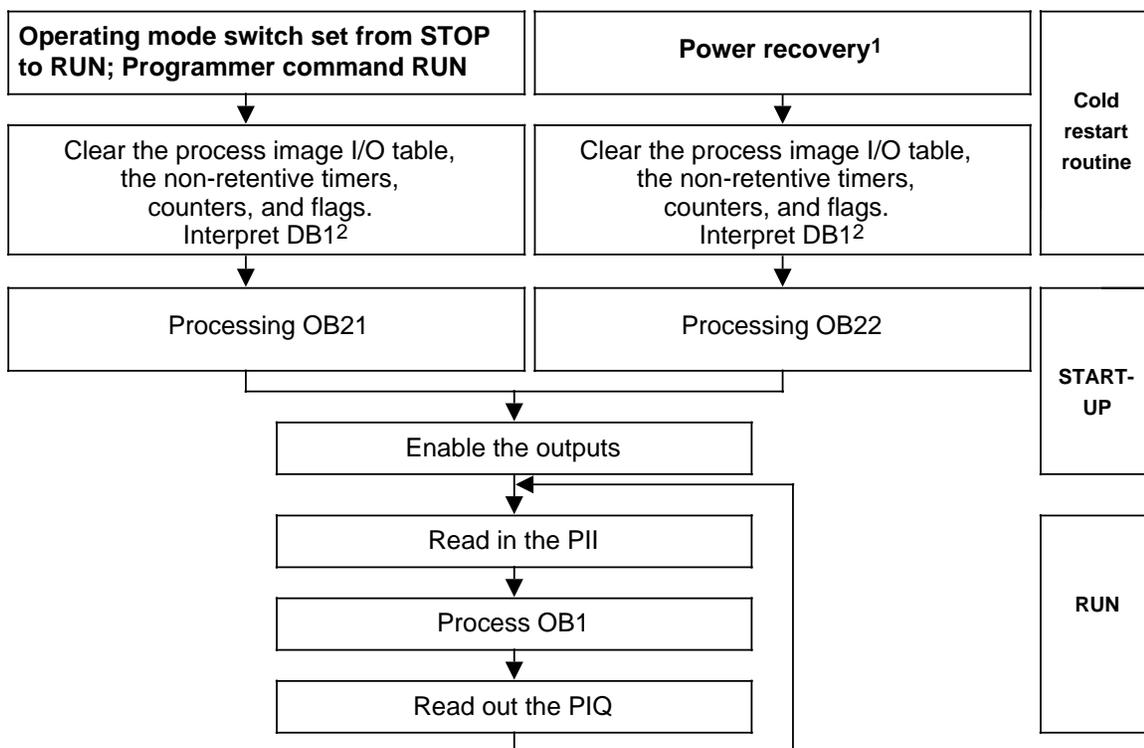 Operating mode switch set from STOP
to RUN; Programmer command RUN
Power recovery1
Cold
restart
routine
Clear the process image I/O table,
the non-retentive timers,
counters, and flags.
Interpret DB12
Clear the process image I/O table,
the non-retentive timers,
counters, and flags.
Interpret DB12
Processing OB21
Processing OB22
START-
UP
Enable the outputs
Read in the PII
Process OB1
RUN
Read out the PIQ